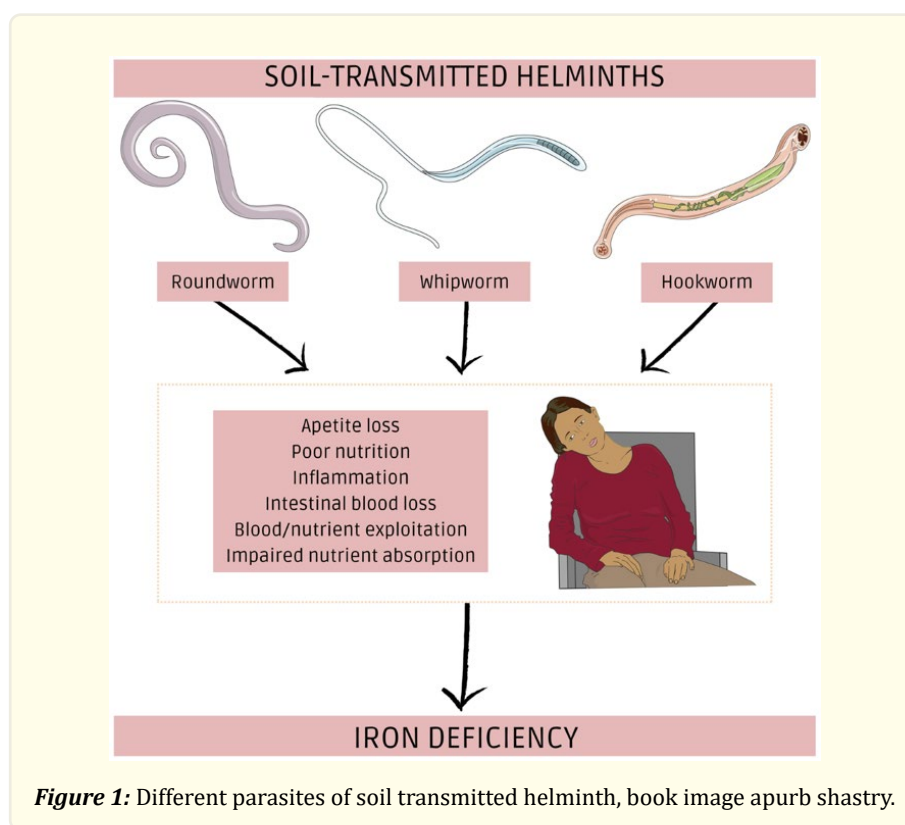 SOIL-TRANSMITTED HELMINTHS
Roundworm
Whipworm
Hookworm
Apetite loss
Poor nutrition
Inflammation
Intestinal blood loss
Blood/nutrient exploitation
Impaired nutrient absorption
IRON DEFICIENCY
Figure 1: Different parasites of soil transmitted helminth, book image apurb shastry.